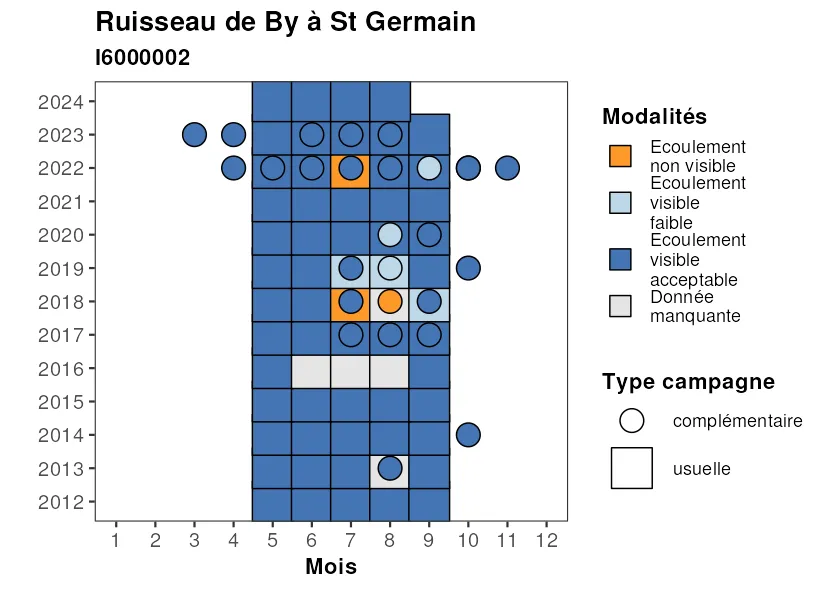 Ruisseau de By à St Germain
I6000002
2024
2023
2022
2021
2020
2019
2018
2017
2016
2015
2014
2013
2012
1 2 3 4 5 6 7 8 9 10 11 12
Mois
Modalités
Ecoulement
non visible
Ecoulement
visible
faible
Ecoulement
visible
acceptable
Donnée
manquante
Type campagne
complémentaire
usuelle